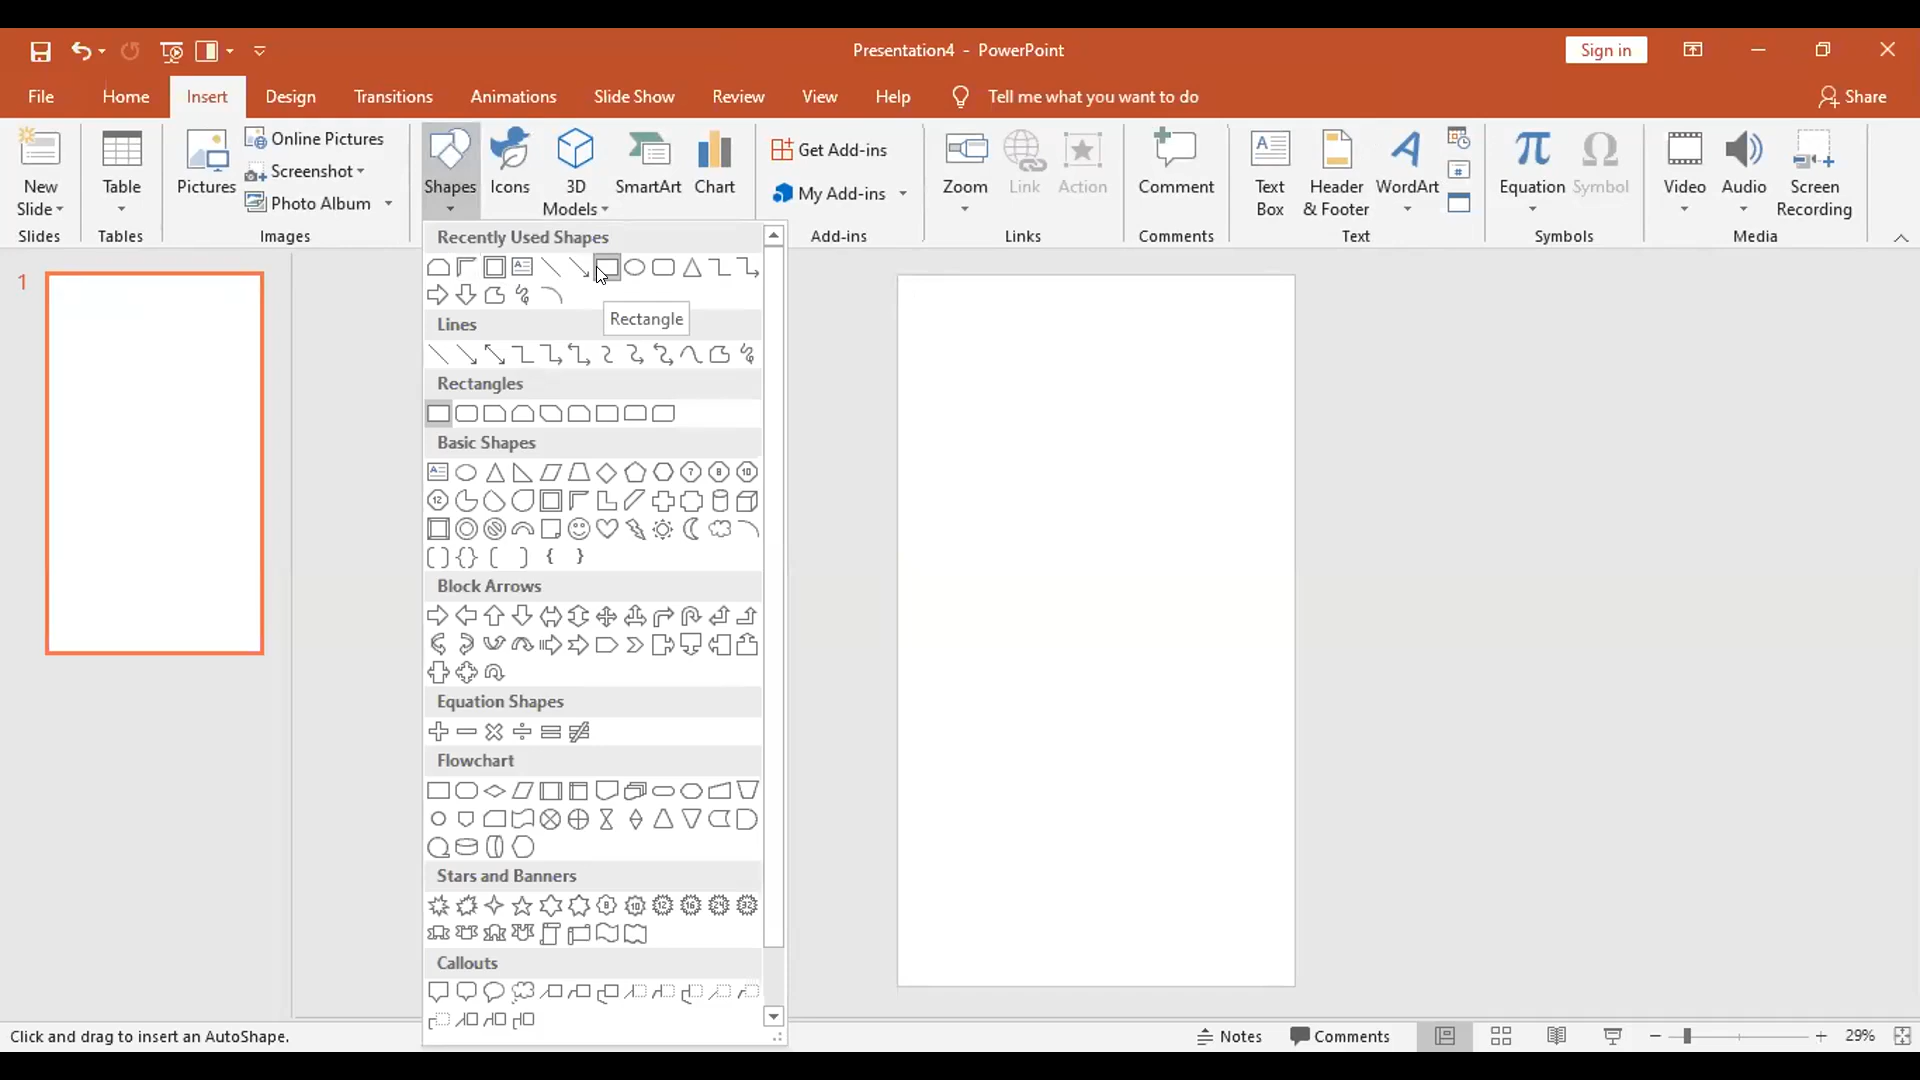 Presentation4 - PowerPoint
Sign in
File Home Insert Design Transitions Animations Slide Show Review View Help Tell me what you want to do Share
New Slide
Slides
Table
Tables
Pictures
Online Pictures
Screenshot
Photo Album
Images
Shapes
Icons
3D Models
SmartArt
Chart
Get Add-ins
My Add-ins
Add-ins
Zoom
Link
Action
Links
Comment
Comments
Text Box
Header & Footer
WordArt
Text
Equation
Symbol
Symbols
Video
Audio
Screen Recording
Media
1
Recently Used Shapes
Rectangle
Lines
Rectangles
Basic Shapes
Block Arrows
Equation Shapes
Flowchart
Stars and Banners
Callouts
Click and drag to insert an AutoShape.
Notes
Comments
29%